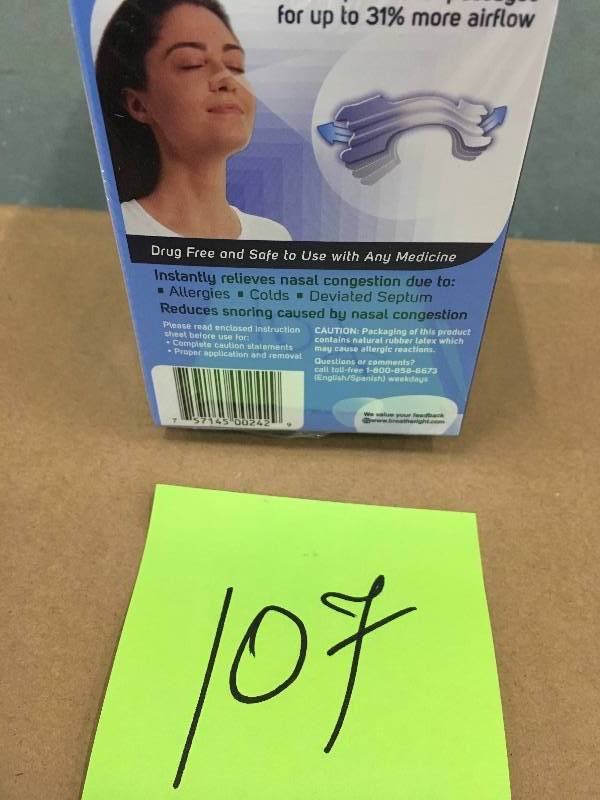 for up to 31% more airflow
Drug Free and Safe to Use with Any Medicine
Instantly relieves nasal congestion due to:
▪ Allergies ▪ Colds ▪ Deviated Septum
Reduces snoring caused by nasal congestion
Please read enclosed instruction
sheet before use for:
• Complete caution statements
• Proper application and removal
CAUTION: Packaging of this product
contains natural rubber latex which
may cause allergic reactions.
Questions or comments?
call toll-free 1-800-858-6673
(English/Spanish) weekdays
7 57145 00242 9
We value your feedback
www.breatheright.com
107